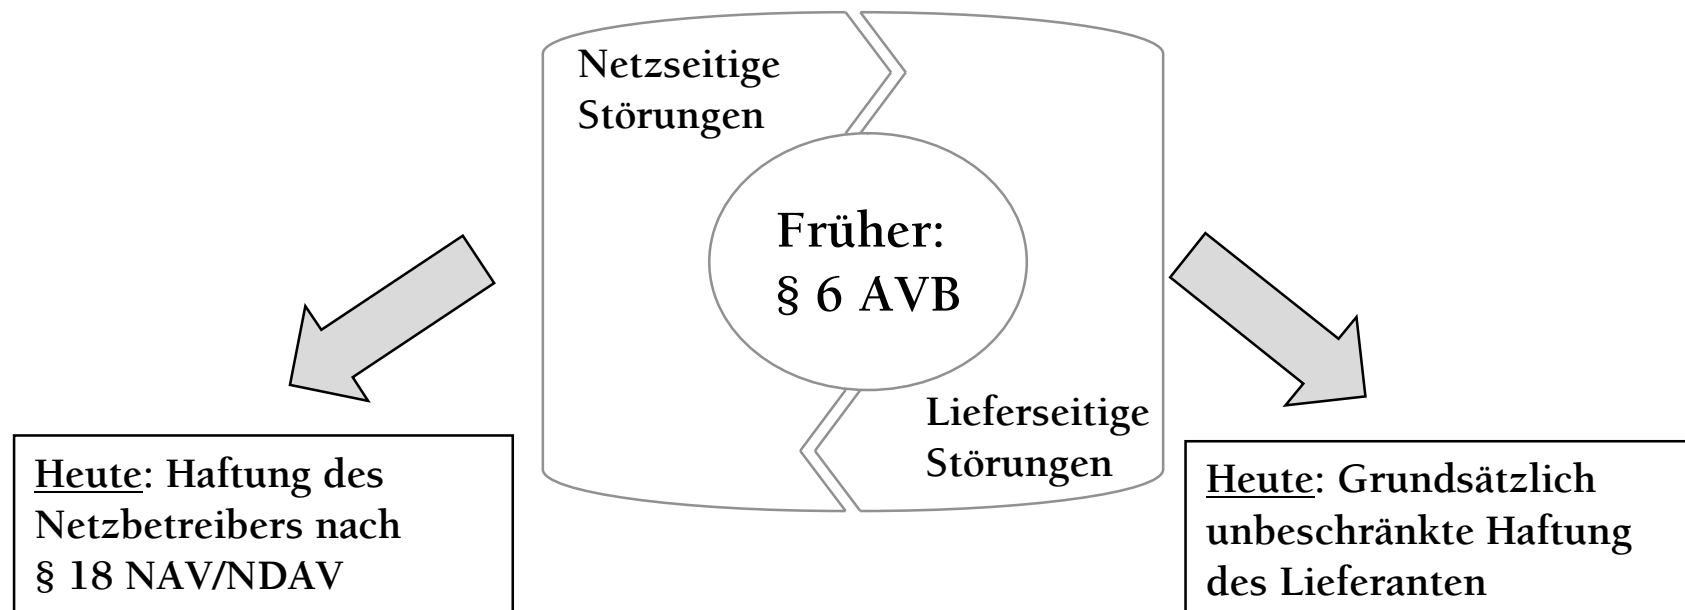 Netzseitige
Störungen
Früher:
§ 6 AVB
Lieferseitige
Störungen
Heute: Haftung des
Netzbetreibers nach
§ 18 NAV/NDAV
Heute: Grundsätzlich
unbeschränkte Haftung
des Lieferanten